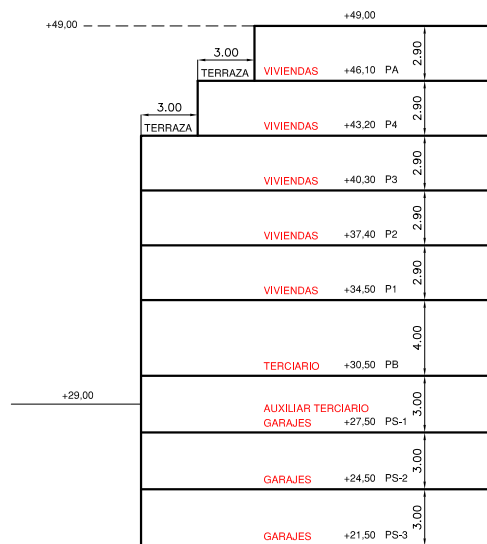 +49,00
+49,00
3.00
TERRAZA
VIVIENDAS +46,10 PA
2.90
3.00
TERRAZA
VIVIENDAS +43,20 P4
2.90
VIVIENDAS +40,30 P3
2.90
VIVIENDAS +37,40 P2
2.90
VIVIENDAS +34,50 P1
2.90
TERCIARIO +30,50 PB
4.00
+29,00
AUXILIAR TERCIARIO
GARAJES +27,50 PS-1
3.00
GARAJES +24,50 PS-2
3.00
GARAJES +21,50 PS-3
3.00